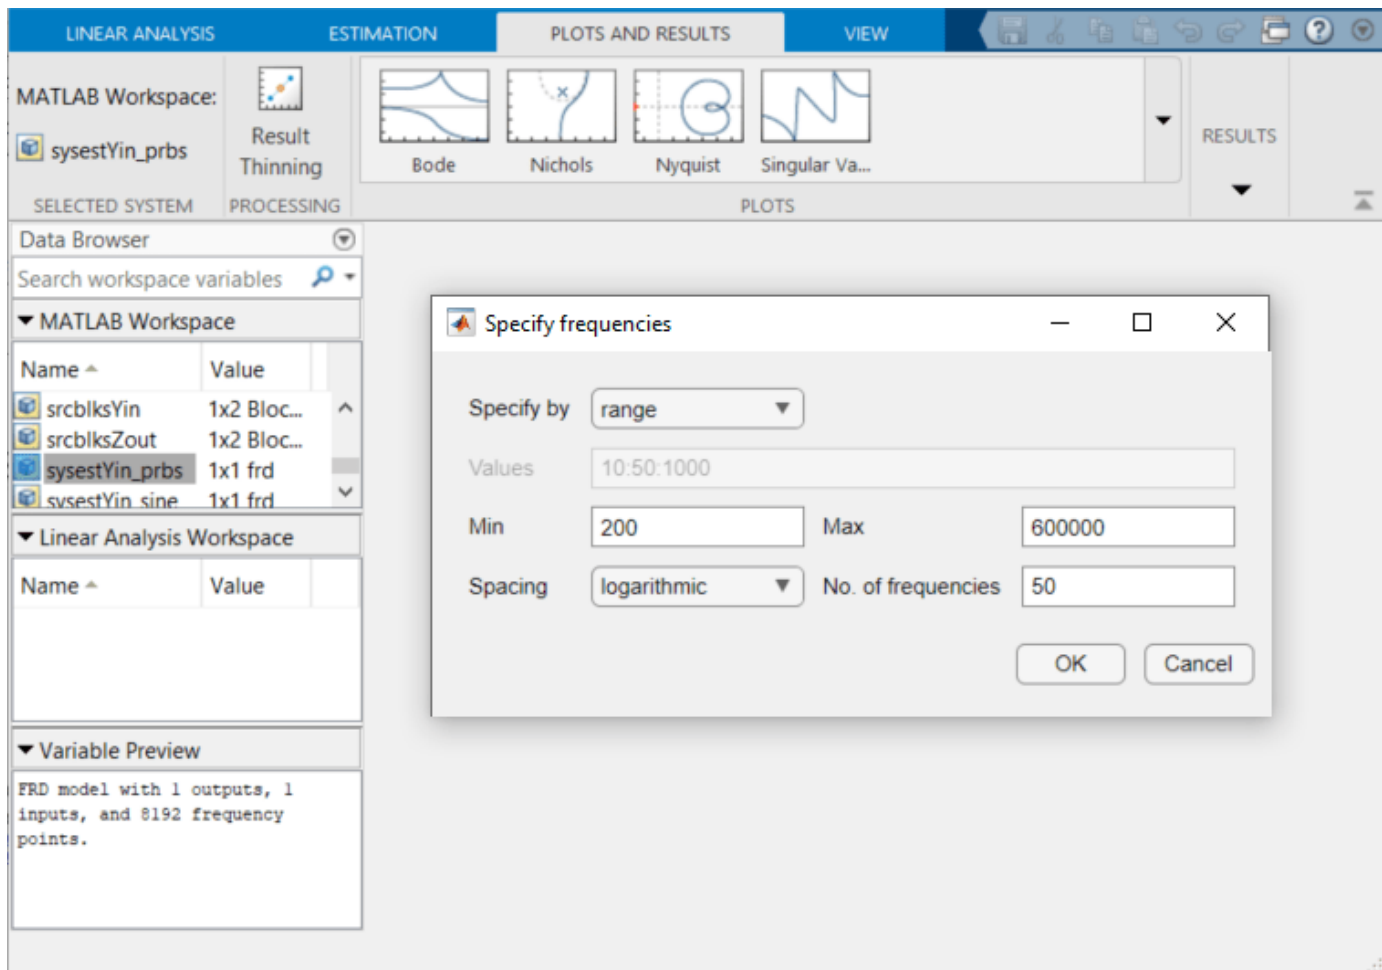 LINEAR ANALYSIS
ESTIMATION
PLOTS AND RESULTS
VIEW
MATLAB Workspace:
sysestYin_prbs
SELECTED SYSTEM
Result
Thinning
PROCESSING
Bode
Nichols
Nyquist
Singular Va...
PLOTS
RESULTS
Data Browser
Search workspace variables
MATLAB Workspace
Name Value
srcblksYin 1x2 Bloc...
srcblksZout 1x2 Bloc...
sysestYin_prbs 1x1 frd
sysestYin_sine 1x1 frd
Linear Analysis Workspace
Name Value
Variable Preview
FRD model with 1 outputs, 1
inputs, and 8192 frequency
points.
Specify frequencies
Specify by range
Values 10:50:1000
Min 200 Max 600000
Spacing logarithmic No. of frequencies 50
OK Cancel